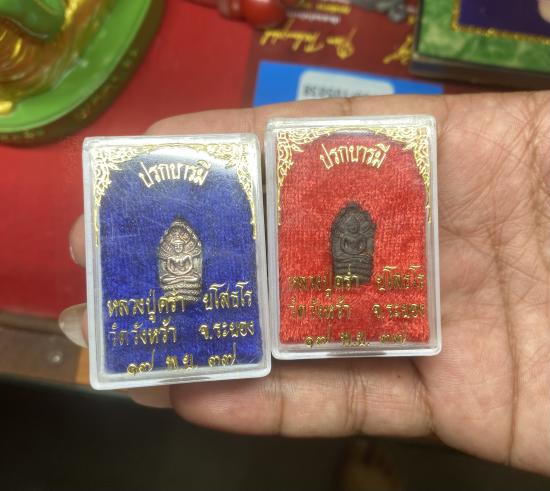 ปรกบารมี
หลวงปู่คร่ำ ยโสธโร
วัดวังหว้า จ.ระยอง
๑๗ พ.ย. ๓๗
ปรกบารมี
หลวงปู่คร่ำ ยโสธโร
วัดวังหว้า จ.ระยอง
๑๗ พ.ย. ๓๗